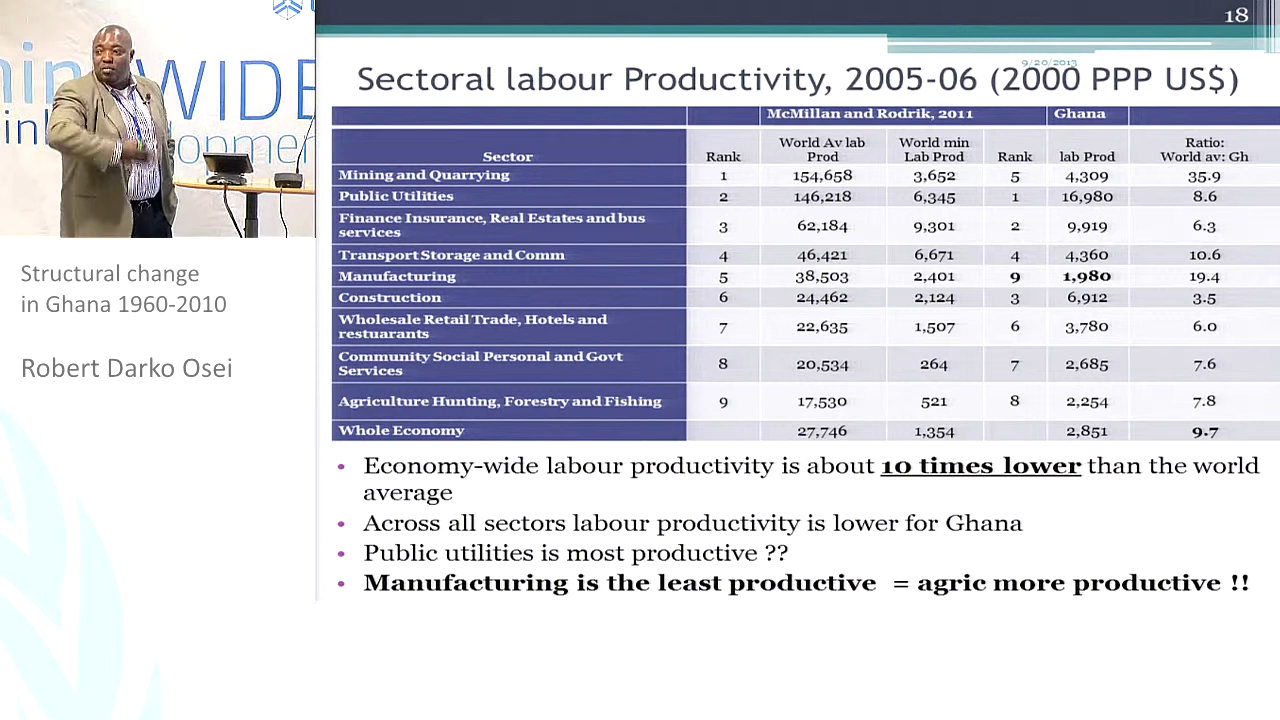 18
9/20/2013
Sectoral labour Productivity, 2005-06 (2000 PPP US$)
McMillan and Rodrik, 2011 Ghana
Sector Rank World Av lab Prod World min Lab Prod Rank lab Prod Ratio: World av: Gh
Mining and Quarrying 1 154,658 3,652 5 4,309 35.9
Public Utilities 2 146,218 6,345 1 16,980 8.6
Finance Insurance, Real Estates and bus services 3 62,184 9,301 2 9,919 6.3
Transport Storage and Comm 4 46,421 6,671 4 4,360 10.6
Manufacturing 5 38,503 2,401 9 1,980 19.4
Construction 6 24,462 2,124 3 6,912 3.5
Wholesale Retail Trade, Hotels and restuarants 7 22,635 1,507 6 3,780 6.0
Community Social Personal and Govt Services 8 20,534 264 7 2,685 7.6
Agriculture Hunting, Forestry and Fishing 9 17,530 521 8 2,254 7.8
Whole Economy 27,746 1,354 2,851 9.7
• Economy-wide labour productivity is about 10 times lower than the world
average
• Across all sectors labour productivity is lower for Ghana
• Public utilities is most productive ??
• Manufacturing is the least productive = agric more productive !!
WIDE
Structural change
in Ghana 1960-2010
Robert Darko Osei